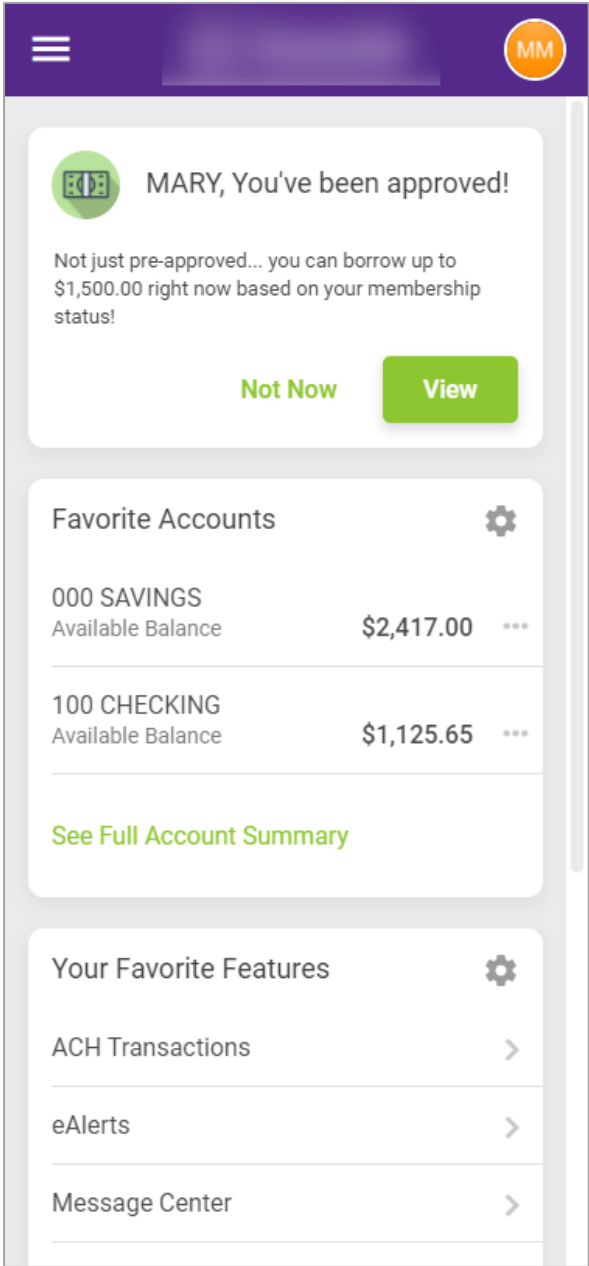 MM
MARY, You've been approved!
Not just pre-approved... you can borrow up to
$1,500.00 right now based on your membership
status!
Not Now
View
Favorite Accounts
000 SAVINGS
Available Balance
$2,417.00
100 CHECKING
Available Balance
$1,125.65
See Full Account Summary
Your Favorite Features
ACH Transactions
eAlerts
Message Center